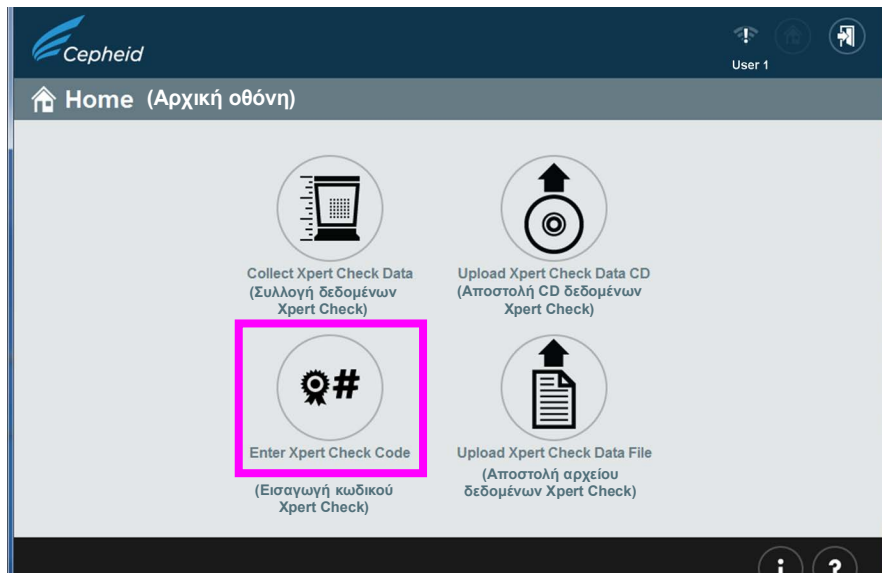 Cepheid
User 1
Home (Αρχική οθόνη)
Collect Xpert Check Data
(Συλλογή δεδομένων
Xpert Check)
Upload Xpert Check Data CD
(Αποστολή CD δεδομένων
Xpert Check)
#
Enter Xpert Check Code
(Εισαγωγή κωδικού
Xpert Check)
Upload Xpert Check Data File
(Αποστολή αρχείου
δεδομένων Xpert Check)
i ?